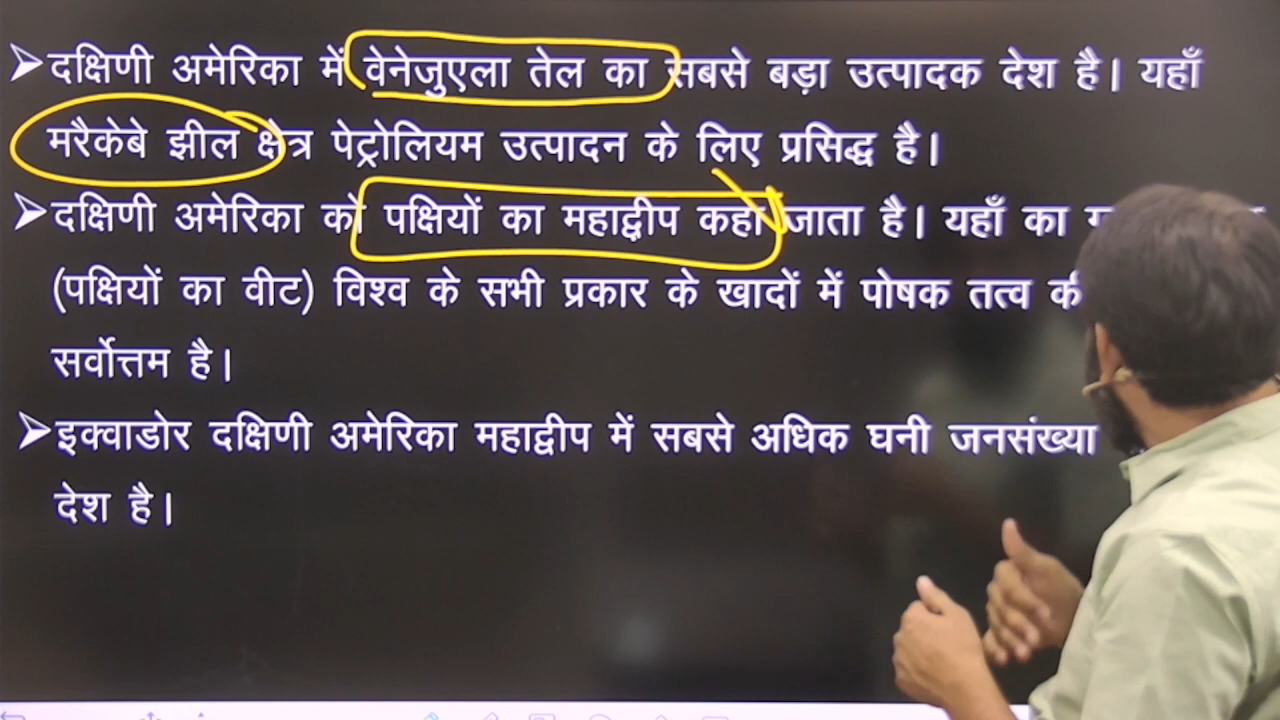 ➢दक्षिणी अमेरिका में वेनेजुएला तेल का सबसे बड़ा उत्पादक देश है। यहाँ
मरैकेबे झील क्षेत्र पेट्रोलियम उत्पादन के लिए प्रसिद्ध है।
➢दक्षिणी अमेरिका को पक्षियों का महाद्वीप कहा जाता है। यहाँ का
(पक्षियों का वीट) विश्व के सभी प्रकार के खादों में पोषक तत्व की
सर्वोत्तम है।
➢इक्वाडोर दक्षिणी अमेरिका महाद्वीप में सबसे अधिक घनी जनसंख्या
देश है।